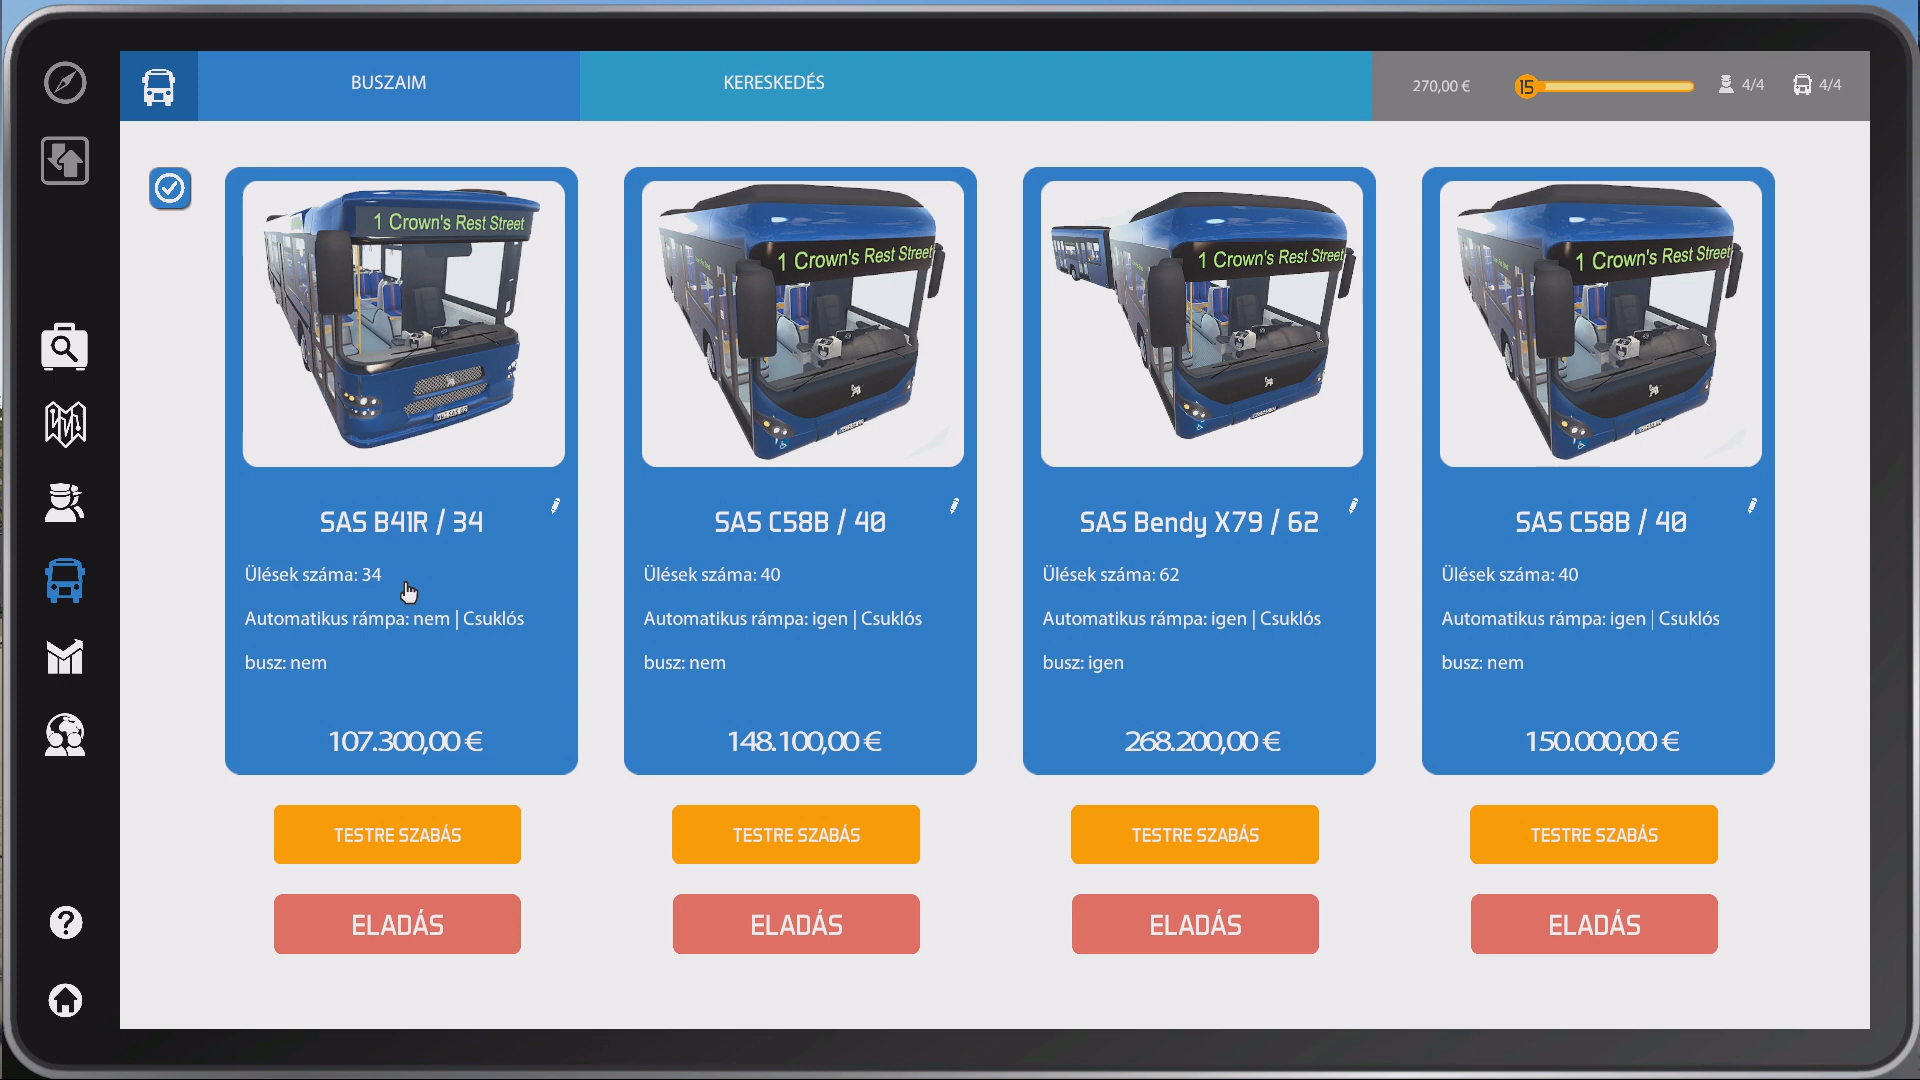 BUSZAIM
KERESKEDÉS
270,00 €
15
4/4
4/4
1 Crown's Rest Street
1 Crown's Rest Street
1 Crown's Rest Street
1 Crown's Rest Street
SAS B41R / 34
Ülések száma: 34
Automatikus rámpa: nem | Csuklós
busz: nem
107.300,00 €
SAS C58B / 40
Ülések száma: 40
Automatikus rámpa: igen | Csuklós
busz: nem
148.100,00 €
SAS Bendy X79 / 62
Ülések száma: 62
Automatikus rámpa: igen | Csuklós
busz: igen
268.200,00 €
SAS C58B / 40
Ülések száma: 40
Automatikus rámpa: igen | Csuklós
busz: nem
150.000,00 €
TESTRE SZABÁS
TESTRE SZABÁS
TESTRE SZABÁS
TESTRE SZABÁS
ELADÁS
ELADÁS
ELADÁS
ELADÁS